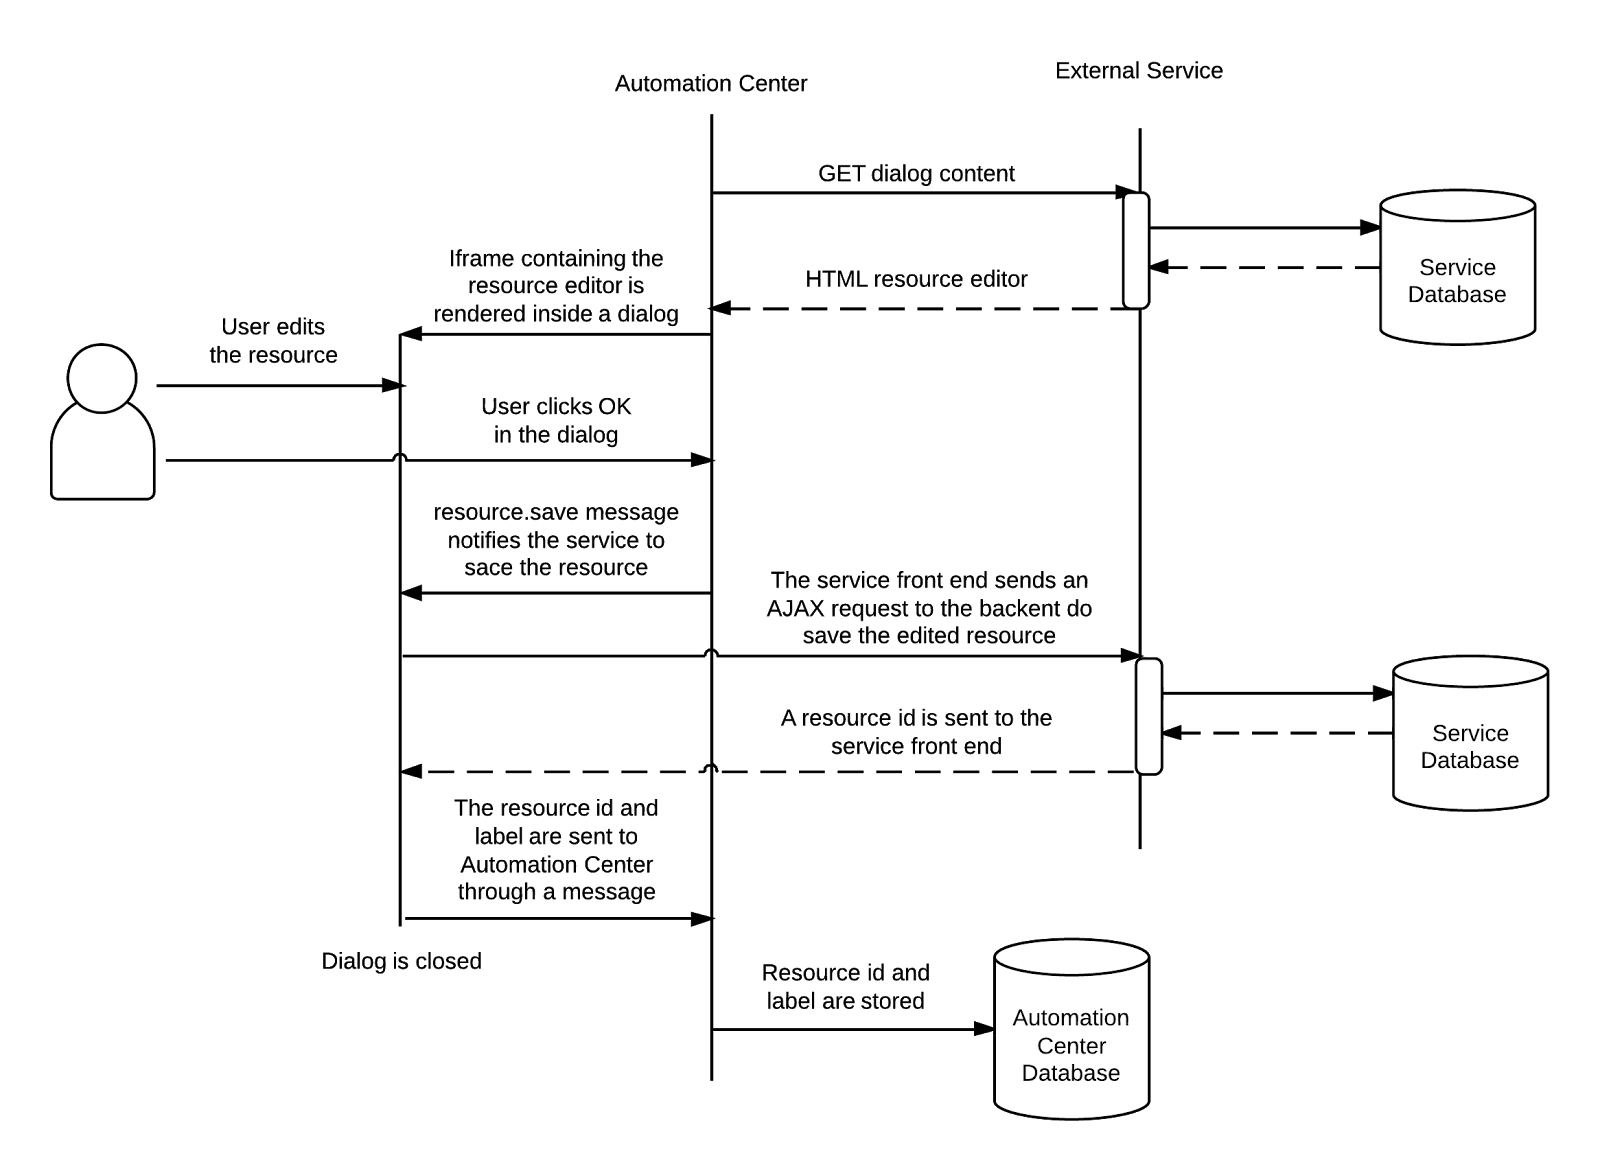 Automation Center
External Service
GET dialog content
Iframe containing the
resource editor is
rendered inside a dialog
HTML resource editor
Service
Database
User edits
the resource
User clicks OK
in the dialog
resource.save message
notifies the service to
sace the resource
The service front end sends an
AJAX request to the backent do
save the edited resource
A resource id is sent to the
service front end
Service
Database
The resource id and
label are sent to
Automation Center
through a message
Dialog is closed
Resource id and
label are stored
Automation
Center
Database